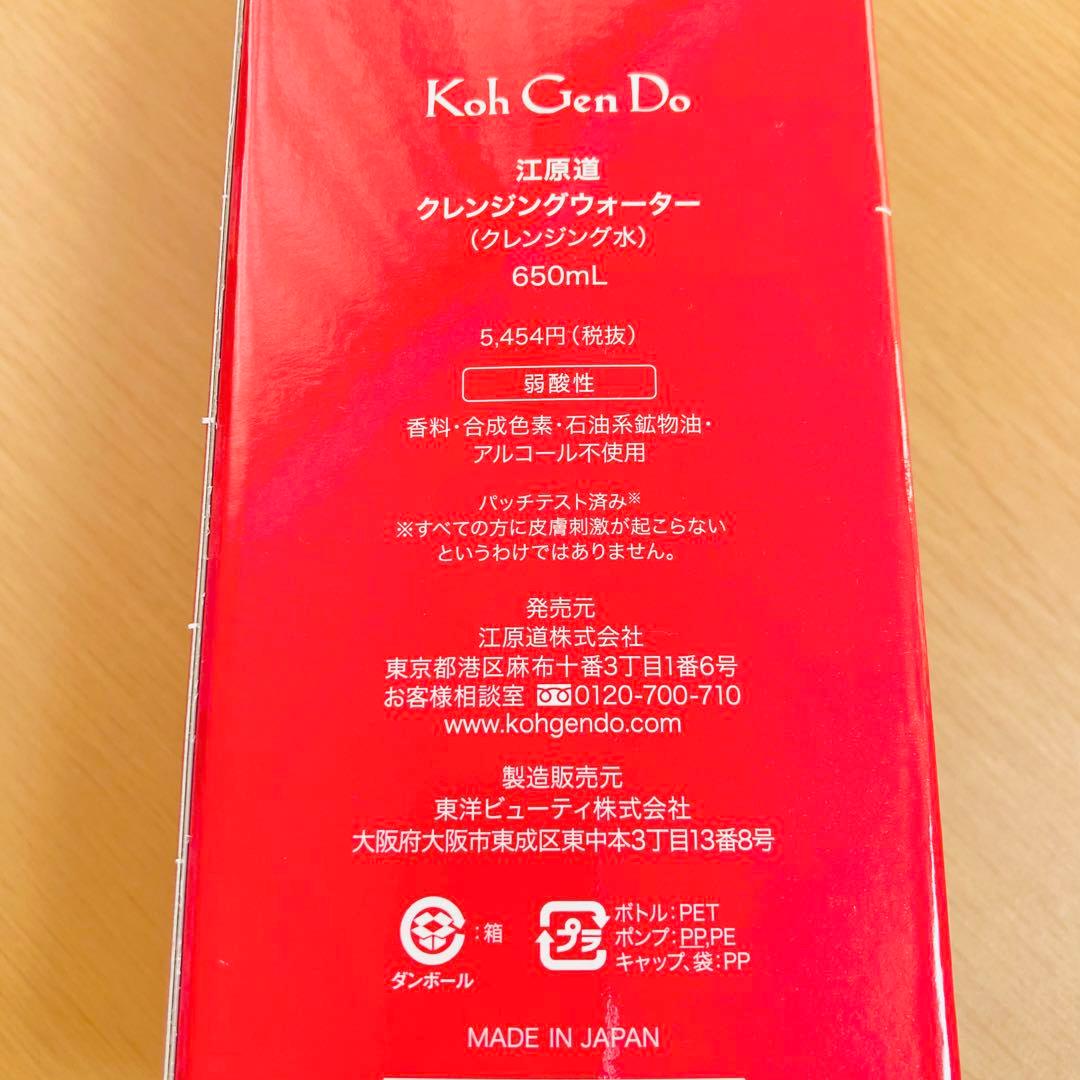 Koh Gen Do
江原道
クレンジングウォーター
(クレンジング水)
650mL
5,454円(税抜)
弱酸性
香料・合成色素・石油系鉱物油・
アルコール不使用
パッチテスト済み※
※すべての方に皮膚刺激が起こらない
というわけではありません。
発売元
江原道株式会社
東京都港区麻布十番3丁目1番6号
お客様相談室 0120-700-710
www.kohgendo.com
製造販売元
東洋ビューティ株式会社
大阪府大阪市東成区東中本3丁目13番8号
:箱
ダンボール
プラ
ボトル:PET
ポンプ:PP,PE
キャップ、袋:PP
MADE IN JAPAN